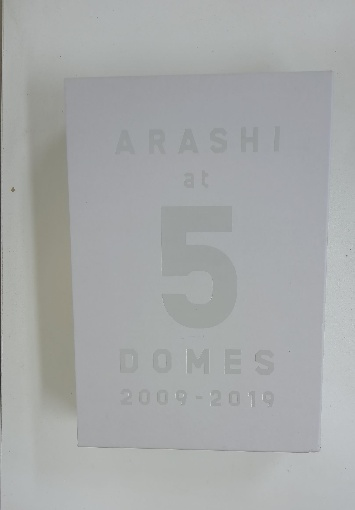 ARASHI
at
5
DOMES
2009-2019